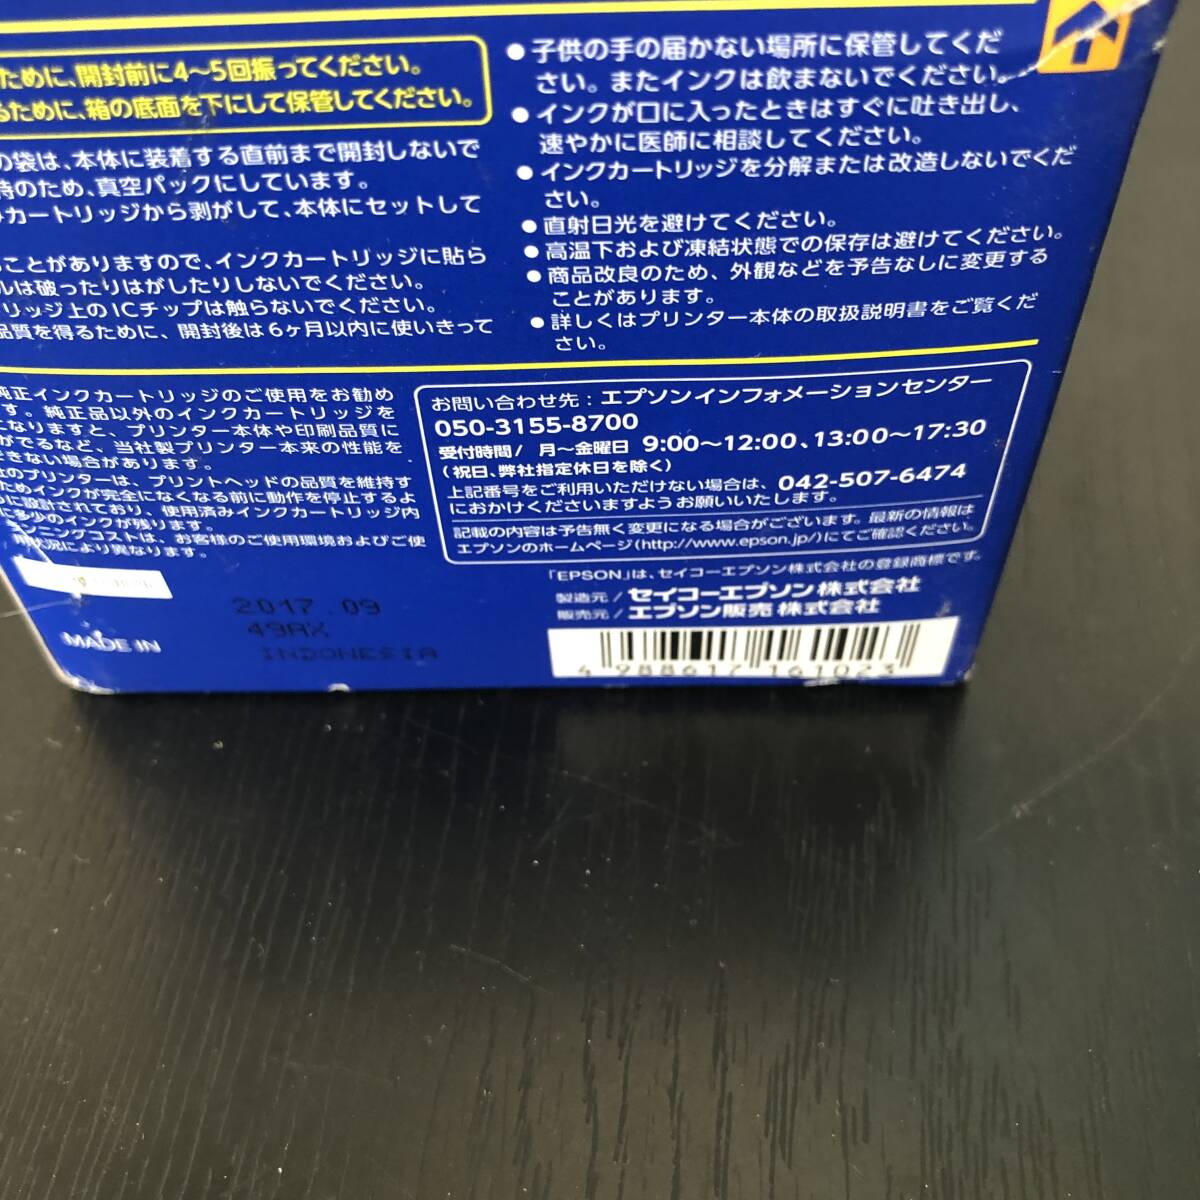 ために、開封前に4～5回振ってください。
るために、箱の底面を下にして保管してください。
の袋は、本体に装着する直前まで開封しないで
持のため、真空パックにしています。
カートリッジから剥がして、本体にセットして
ことがありますので、インクカートリッジに貼ら
ルは破ったりはがしたりしないでください。
リッジ上のICチップは触らないでください。
品質を得るために、開封後は6ヶ月以内に使いきって
●子供の手の届かない場所に保管してくだ
さい。またインクは飲まないでください。
●インクが口に入ったときはすぐに吐き出し、
速やかに医師に相談してください。
●インクカートリッジを分解または改造しないでくだ
さい。
●直射日光を避けてください。
●高温下および凍結状態での保存は避けてください。
●商品改良のため、外観などを予告なしに変更する
ことがあります。
●詳しくはプリンター本体の取扱説明書をご覧くだ
さい。
純正インクカートリッジのご使用をお勧め
す。純正品以外のインクカートリッジを
になりますと、プリンター本体や印刷品質に
がでるなど、当社製プリンター本来の性能を
できない場合があります。
社のプリンターは、プリントヘッドの品質を維持す
ためインクが完全になくなる前に動作を停止するよ
うに設計されており、使用済みインクカートリッジ内
に多少のインクが残ります。
ニングコストは、お客様のご使用環境およびご使
用状況により異なります。
お問い合わせ先：エプソンインフォメーションセンター
050-3155-8700
受付時間/ 月～金曜日 9:00～12:00、13:00～17:30
(祝日、弊社指定休日を除く)
上記番号をご利用いただけない場合は、042-507-6474
におかけくださいますようお願いいたします。
記載の内容は予告無く変更になる場合がございます。最新の情報は
エプソンのホームページ(http://www.epson.jp/)にてご確認ください。
「EPSON」は、セイコーエプソン株式会社の登録商標です。
製造元/ セイコーエプソン株式会社
販売元/ エプソン販売株式会社
2017.09
49AX
MADE IN INDONESIA
4 988617 161023